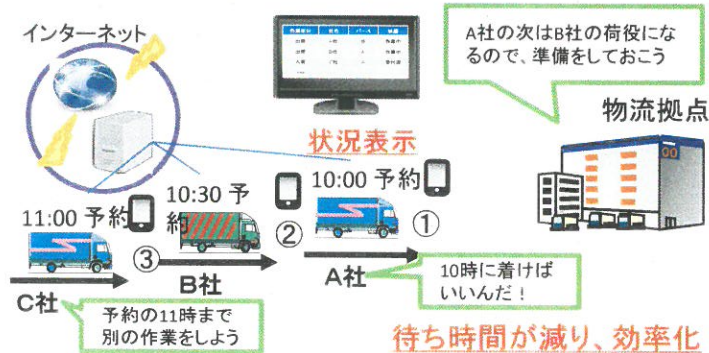 インターネット
A社の次はB社の荷役にな
るので、準備をしておこう
物流拠点
状況表示
10:00 予約
10:30 予
約
11:00 予約
①
②
③
A社
B社
C社
10時に着けば
いいんだ！
予約の11時まで
別の作業をしよう
待ち時間が減り、効率化